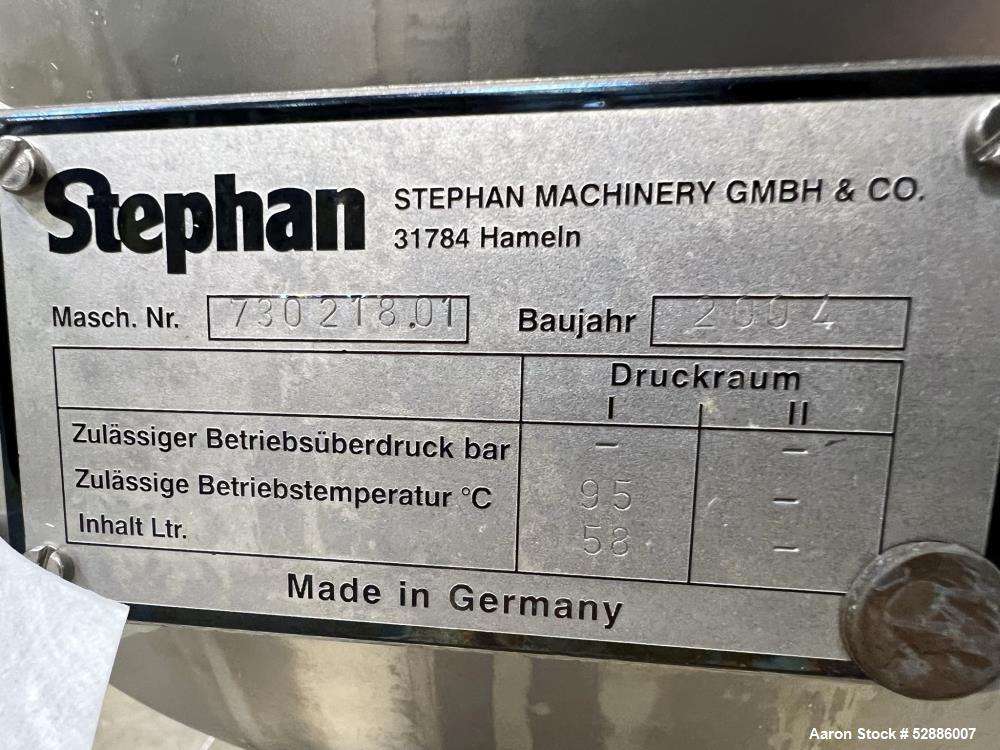 Stephan STEPHAN MACHINERY GMBH & CO.
31784 Hameln
Masch. Nr. 730218.01 Baujahr 2004
Druckraum
I II
Zulässiger Betriebsüberdruck bar – –
Zulässige Betriebstemperatur °C 95 –
Inhalt Ltr. 58 –
Made in Germany
Aaron Stock # 52886007